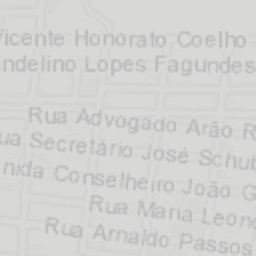 Vicente Honorato Coelho
ndelino Lopes Fagundes
Rua Advogado Arão R
ua Secretário José Schut
nida Conselheiro João G
Rua Maria Leono
Rua Arnaldo Passos